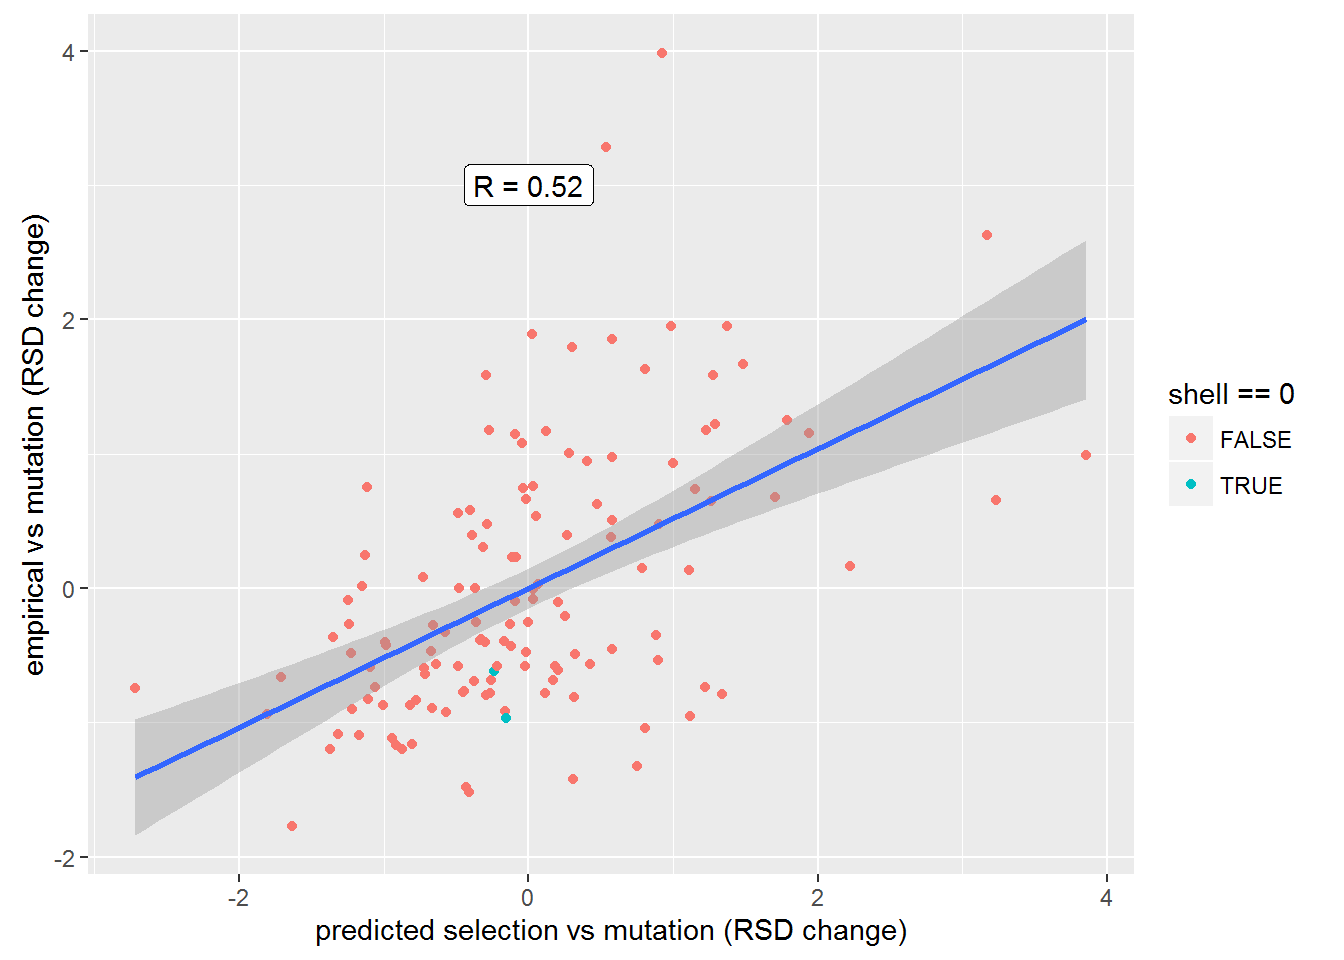 4
R = 0.52
2
0
-2
empirical vs mutation (RSD change)
-2
0
2
4
predicted selection vs mutation (RSD change)
shell == 0
FALSE
TRUE